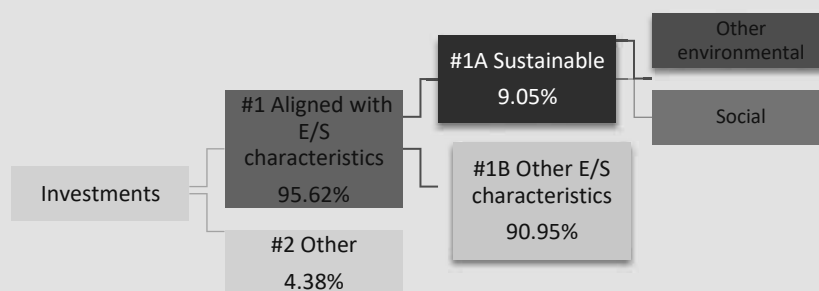 Investments
#1 Aligned with
E/S
characteristics
95.62%
#2 Other
4.38%
#1A Sustainable
9.05%
#1B Other E/S
characteristics
90.95%
Other
environmental
Social